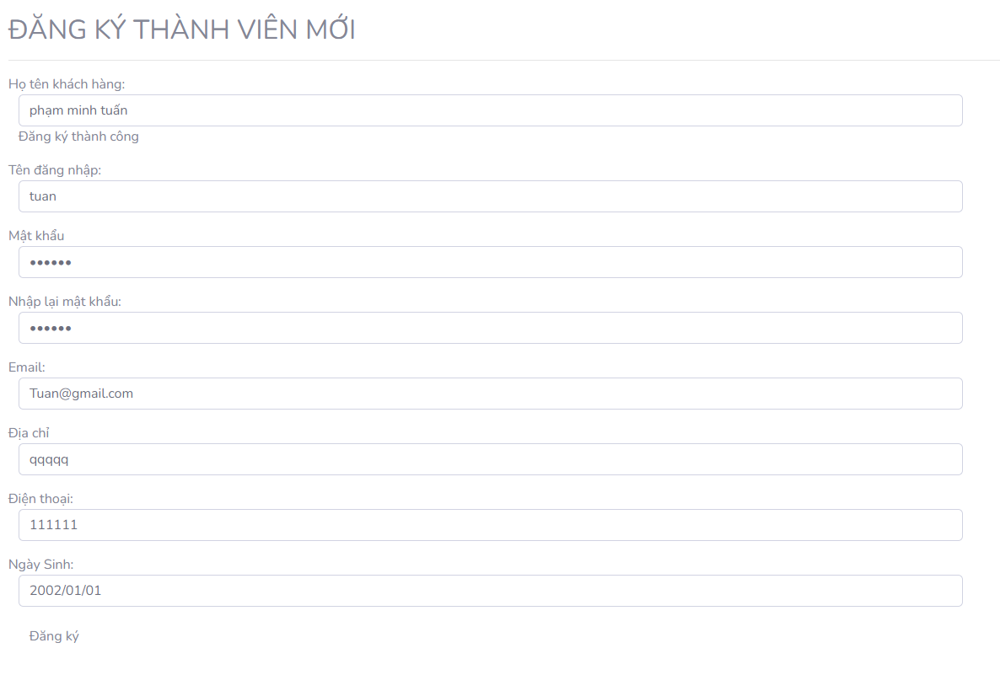 ĐĂNG KÝ THÀNH VIÊN MỚI
Họ tên khách hàng:
phạm minh tuấn
Đăng ký thành công
Tên đăng nhập:
tuan
Mật khẩu
••••••
Nhập lại mật khẩu:
••••••
Email:
Tuan@gmail.com
Địa chỉ
qqqqq
Điện thoại:
111111
Ngày Sinh:
2002/01/01
Đăng ký